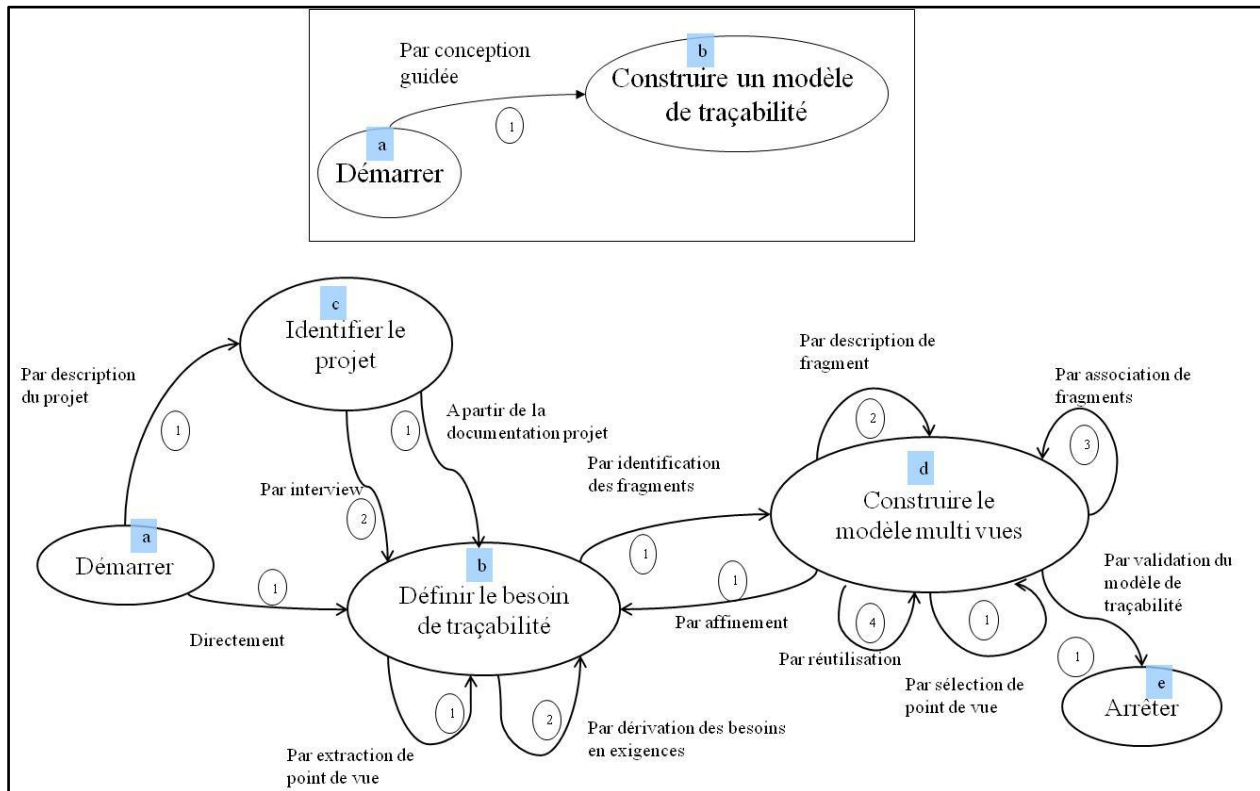 Par conception
guidée
1
a
Démarrer
b
Construire un modèle
de traçabilité
c
Identifier le
projet
Par description
du projet
1
1
A partir de la
documentation projet
Par interview
2
a
Démarrer
1
Directement
b
Définir le besoin
de traçabilité
1
Par extraction de
point de vue
2
Par dérivation des besoins
en exigences
Par identification
des fragments
1
1
Par affinement
Par description de
fragment
2
Par association de
fragments
3
d
Construire le
modèle multi vues
4
Par réutilisation
1
Par sélection de
point de vue
Par validation du
modèle de
traçabilité
1
e
Arrêter